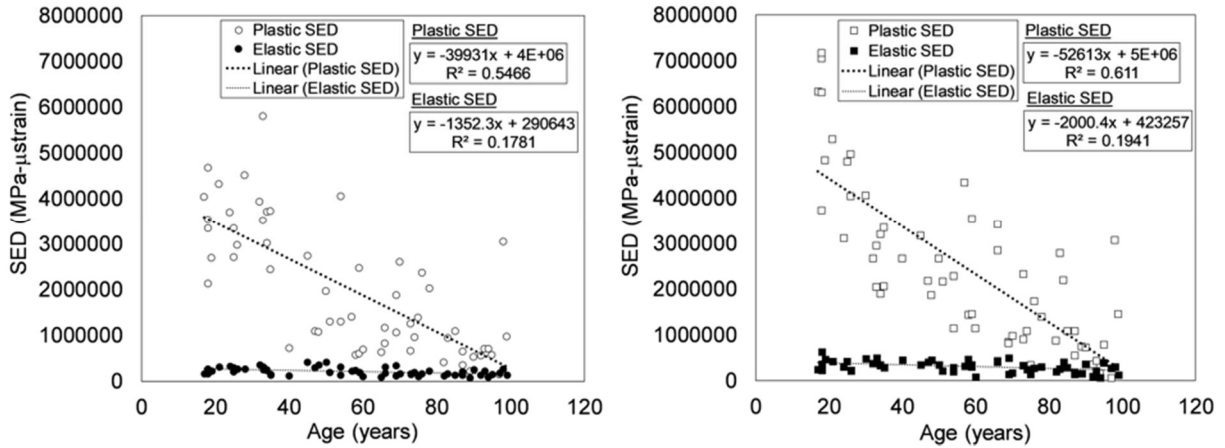 SED (MPa-µstrain)
8000000
7000000
6000000
5000000
4000000
3000000
2000000
1000000
0
0 20 40 60 80 100 120
Age (years)
Plastic SED
Elastic SED
Linear (Plastic SED)
Linear (Elastic SED)
Plastic SED
y = -39931x + 4E+06
R² = 0.5466
Elastic SED
y = -1352.3x + 290643
R² = 0.1781
SED (MPa-µstrain)
8000000
7000000
6000000
5000000
4000000
3000000
2000000
1000000
0
0 20 40 60 80 100 120
Age (years)
Plastic SED
Elastic SED
Linear (Plastic SED)
Linear (Elastic SED)
Plastic SED
y = -52613x + 5E+06
R² = 0.611
Elastic SED
y = -2000.4x + 423257
R² = 0.1941